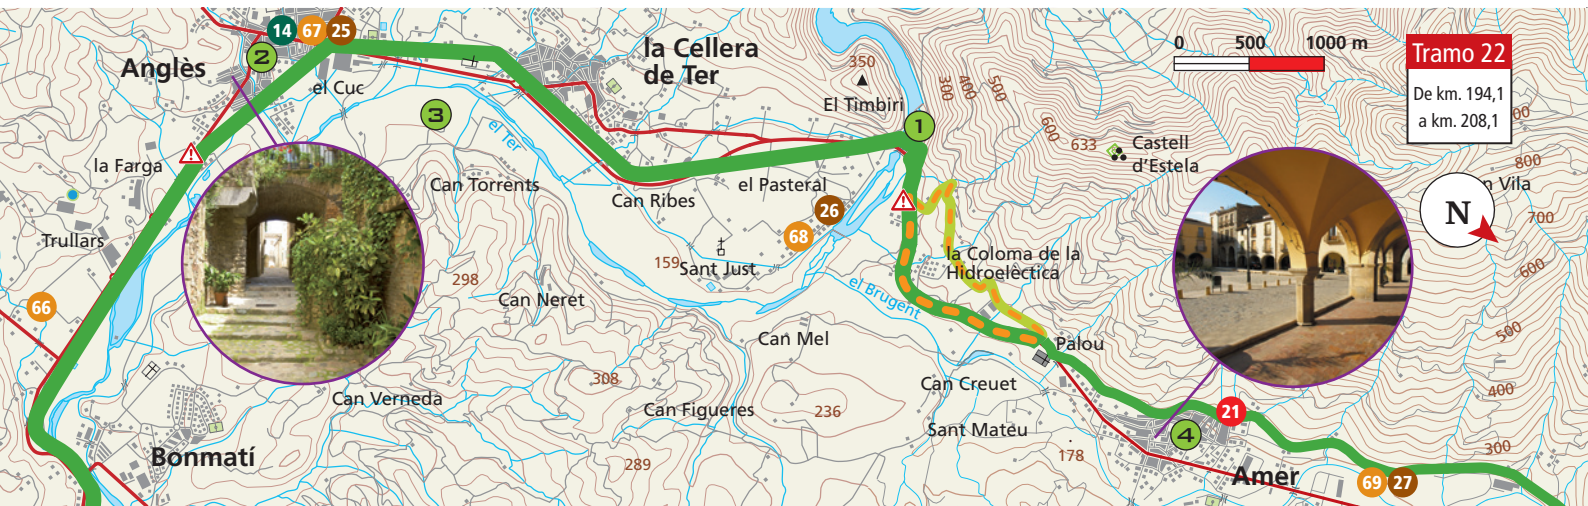 14 67 25
2
Anglès
el Cuc
3
la Cellera
de Ter
350
El Timbiri
300
400
500
600
633
Castell
d'Estela
0 500 1000 m
Tramo 22
De km. 194,1
a km. 208,1
00
800
n Vila
700
N
600
500
400
300
1
la Farga
el Ter
Can Torrents
Can Ribes
el Pasteral
26
68
Trullars
159
Sant Just
298
Can Neret
la Coloma de la
Hidroelèctica
el Brugent
66
Can Mel
Palou
308
Can Verneda
Can Figueres
236
Can Creuet
21
4
Sant Mateu
178
Bonmatí
289
Amer
69 27